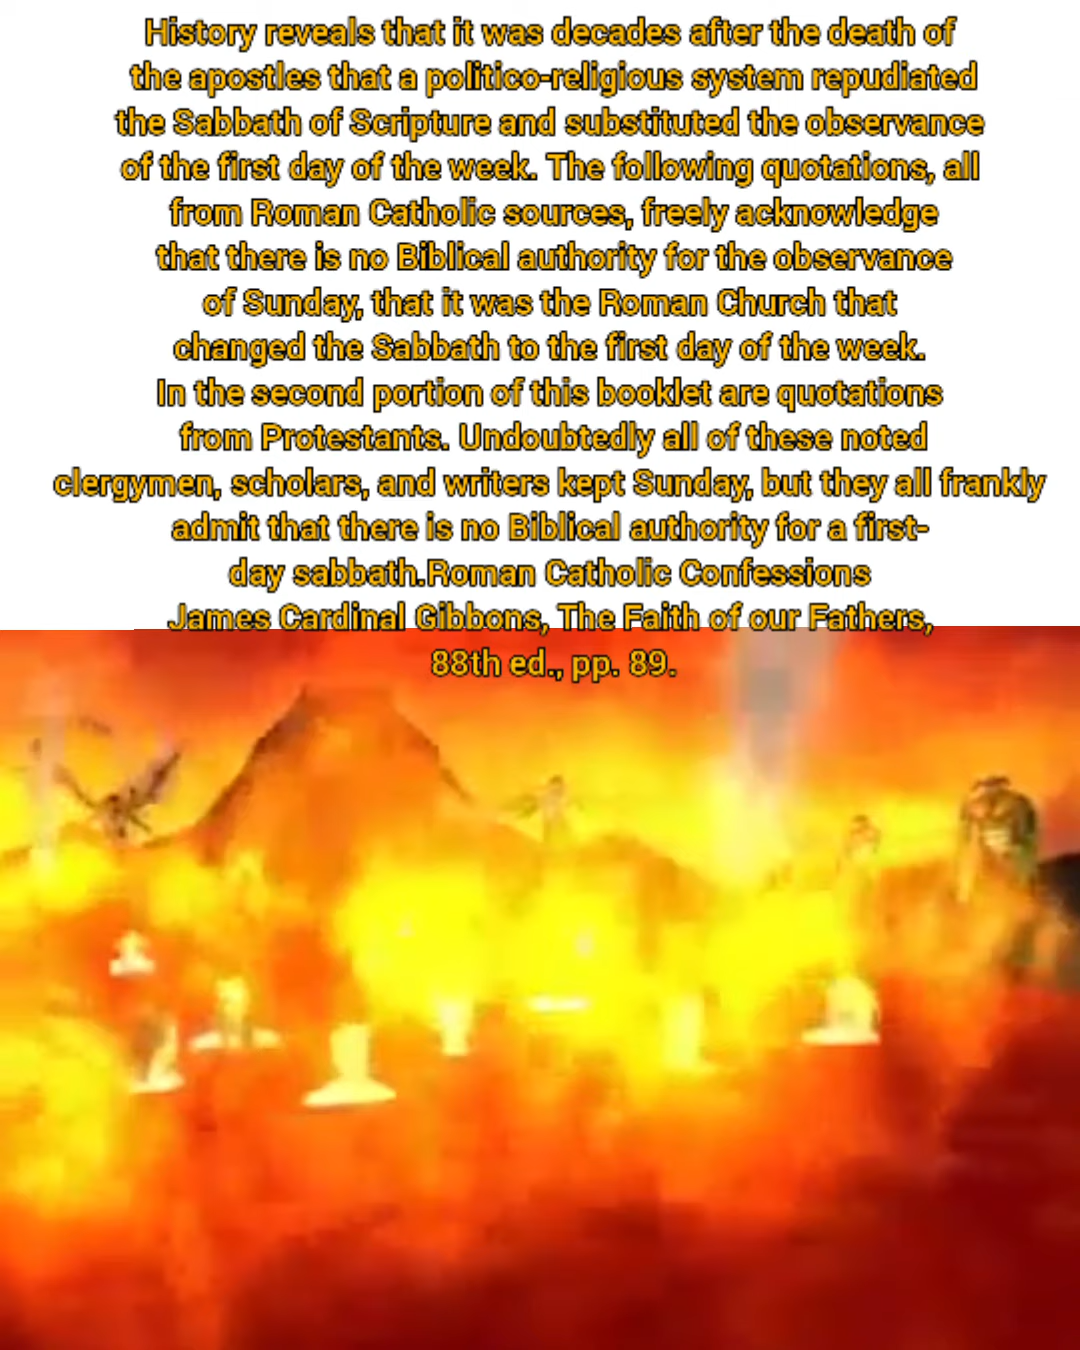 History reveals that it was decades after the death of
the apostles that a politico-religious system repudiated
the Sabbath of Scripture and substituted the observance
of the first day of the week. The following quotations, all
from Roman Catholic sources, freely acknowledge
that there is no Biblical authority for the observance
of Sunday, that it was the Roman Church that
changed the Sabbath to the first day of the week.
In the second portion of this booklet are quotations
from Protestants. Undoubtedly all of these noted
clergymen, scholars, and writers kept Sunday, but they all frankly
admit that there is no Biblical authority for a first-
day sabbath.Roman Catholic Confessions
James Cardinal Gibbons, The Faith of our Fathers,
88th ed., pp. 89.